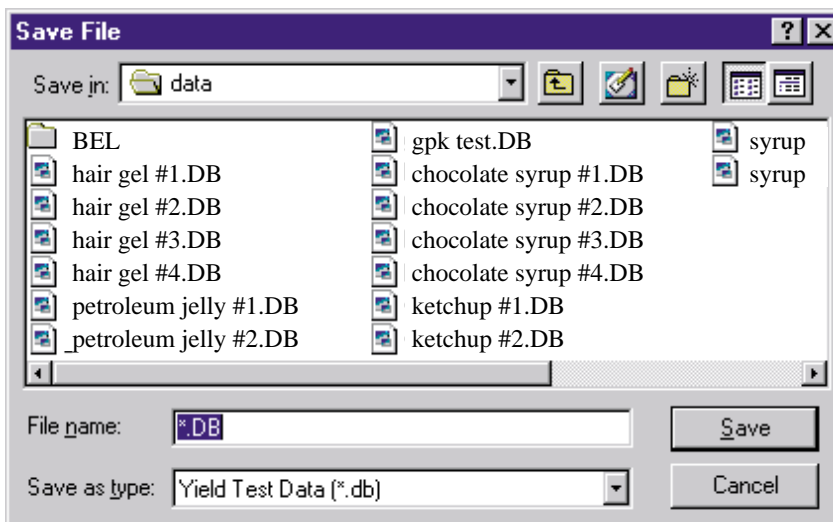 Save File
Save in: data
BEL
hair gel #1.DB
hair gel #2.DB
hair gel #3.DB
hair gel #4.DB
petroleum jelly #1.DB
_petroleum jelly #2.DB
gpk test.DB
chocolate syrup #1.DB
chocolate syrup #2.DB
chocolate syrup #3.DB
chocolate syrup #4.DB
ketchup #1.DB
ketchup #2.DB
syrup
syrup
File name: *.DB
Save
Save as type: Yield Test Data (*.db)
Cancel